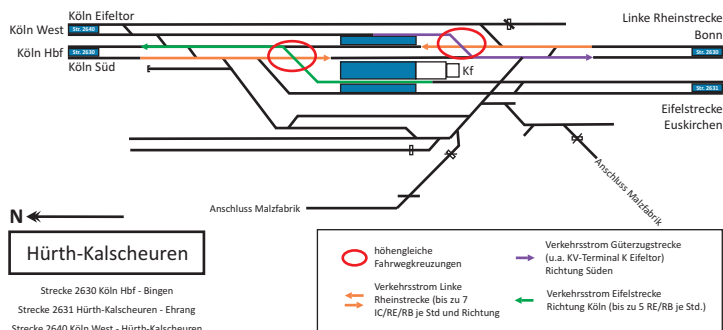 Köln Eifeltor
Köln West
Str. 2640
Köln Hbf
Str. 2630
Köln Süd
Linke Rheinstrecke
Bonn
Str. 2630
Str. 2631
Kf
Eifelstrecke
Euskirchen
Anschluss Malzfabrik
Anschluss Malzfabrik
N
Hürth-Kalscheuren
Strecke 2630 Köln Hbf - Bingen
Strecke 2631 Hürth-Kalscheuren - Ehrang
Strecke 2640 Köln West - Hürth-Kalscheuren
höhengleiche
Fahrwegkreuzungen
Verkehrsstrom Linke
Rheinstrecke (bis zu 7
IC/RE/RB je Std und Richtung
Verkehrsstrom Güterzugstrecke
(u.a. KV-Terminal K Eifeltor)
Richtung Süden
Verkehrsstrom Eifelstrecke
Richtung Köln (bis zu 5 RE/RB je Std.)